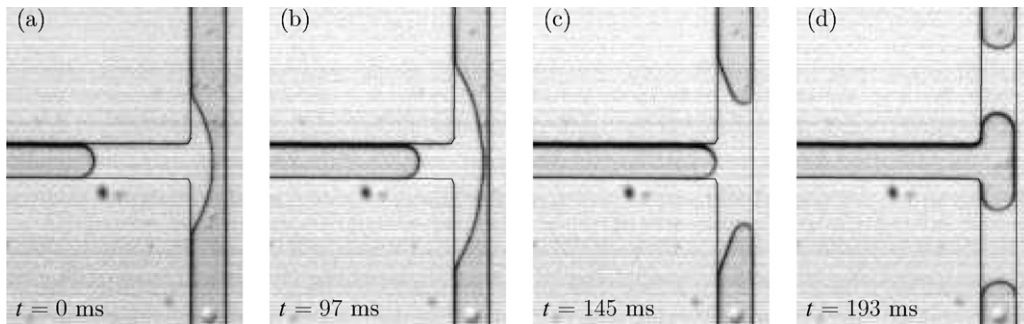 (a)
(b)
(c)
(d)
t = 0 ms
t = 97 ms
t = 145 ms
t = 193 ms